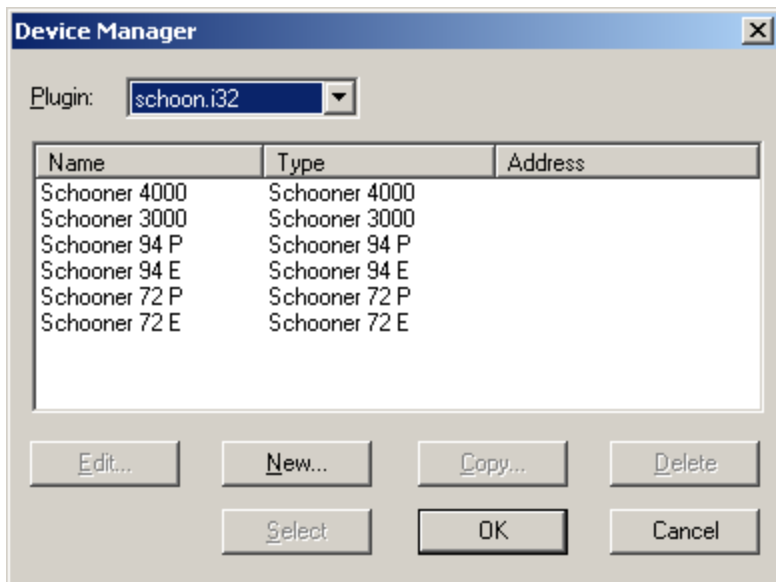 Device Manager
Plugin: schoon.i32
Name Type Address
Schooner 4000 Schooner 4000
Schooner 3000 Schooner 3000
Schooner 94 P Schooner 94 P
Schooner 94 E Schooner 94 E
Schooner 72 P Schooner 72 P
Schooner 72 E Schooner 72 E
Edit... New... Copy... Delete
Select OK Cancel